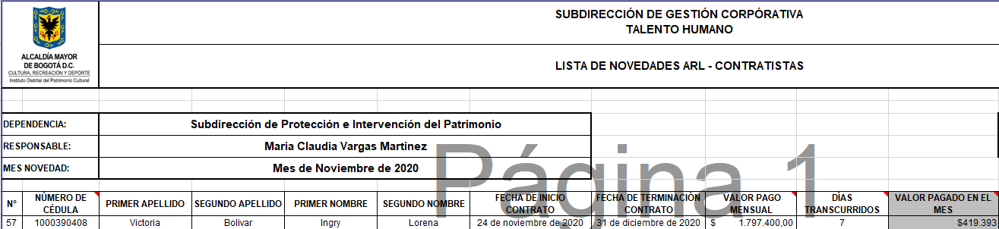 SUBDIRECCIÓN DE GESTIÓN CORPÓRATIVA
TALENTO HUMANO
ALCALDÍA MAYOR
DE BOGOTÁ D.C.
CULTURA, RECREACIÓN Y DEPORTE
Instituto Distrital del Patrimonio Cultural
LISTA DE NOVEDADES ARL - CONTRATISTAS
DEPENDENCIA: Subdirección de Protección e Intervención del Patrimonio
RESPONSABLE: Maria Claudia Vargas Martinez
MES NOVEDAD: Mes de Noviembre de 2020
Página 1
N° NÚMERO DE CÉDULA PRIMER APELLIDO SEGUNDO APELLIDO PRIMER NOMBRE SEGUNDO NOMBRE FECHA DE INICIO CONTRATO FECHA DE TERMINACIÓN CONTRATO VALOR PAGO MENSUAL DÍAS TRANSCURRIDOS VALOR PAGADO EN EL MES
57 1000390408 Victoria Bolivar Ingry Lorena 24 de noviembre de 2020 31 de diciembre de 2020 $ 1.797.400,00 7 $419.393